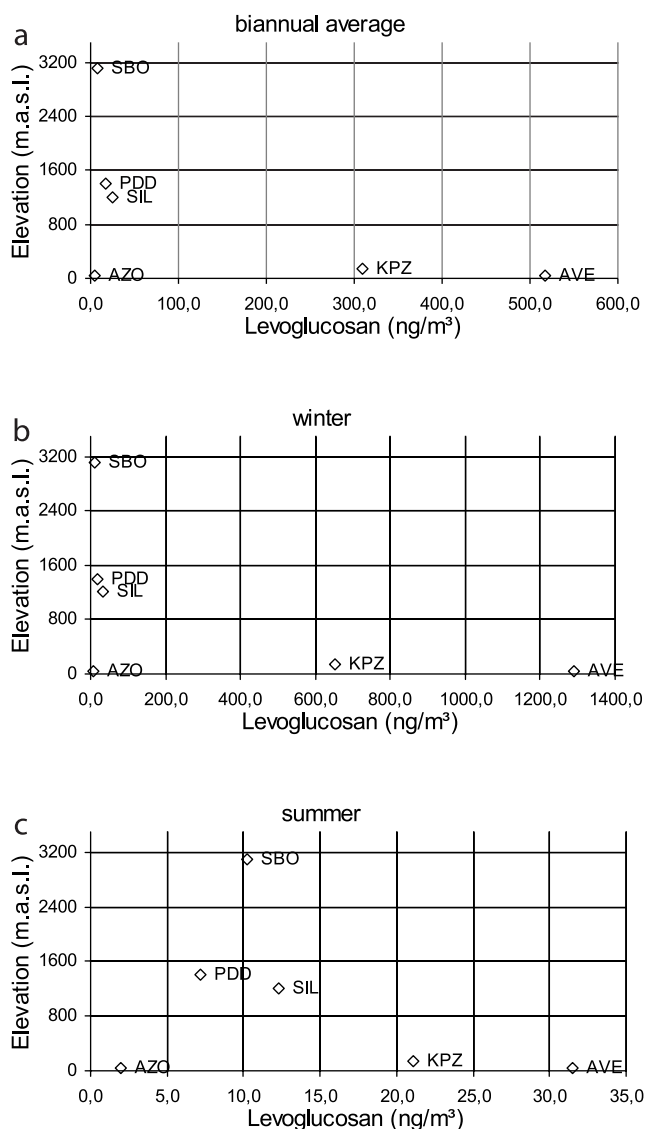 a
biannual average
Elevation (m.a.s.l.)
3200
2400
1600
800
0
SBO
PDD
SIL
AZO
KPZ
AVE
0,0 100,0 200,0 300,0 400,0 500,0 600,0
Levoglucosan (ng/m³)
b
winter
Elevation (m.a.s.l.)
3200
2400
1600
800
0
SBO
PDD
SIL
AZO
KPZ
AVE
0,0 200,0 400,0 600,0 800,0 1000,0 1200,0 1400,0
Levoglucosan (ng/m³)
c
summer
Elevation (m.a.s.l.)
3200
2400
1600
800
0
SBO
PDD
SIL
AZO
KPZ
AVE
0,0 5,0 10,0 15,0 20,0 25,0 30,0 35,0
Levoglucosan (ng/m³)